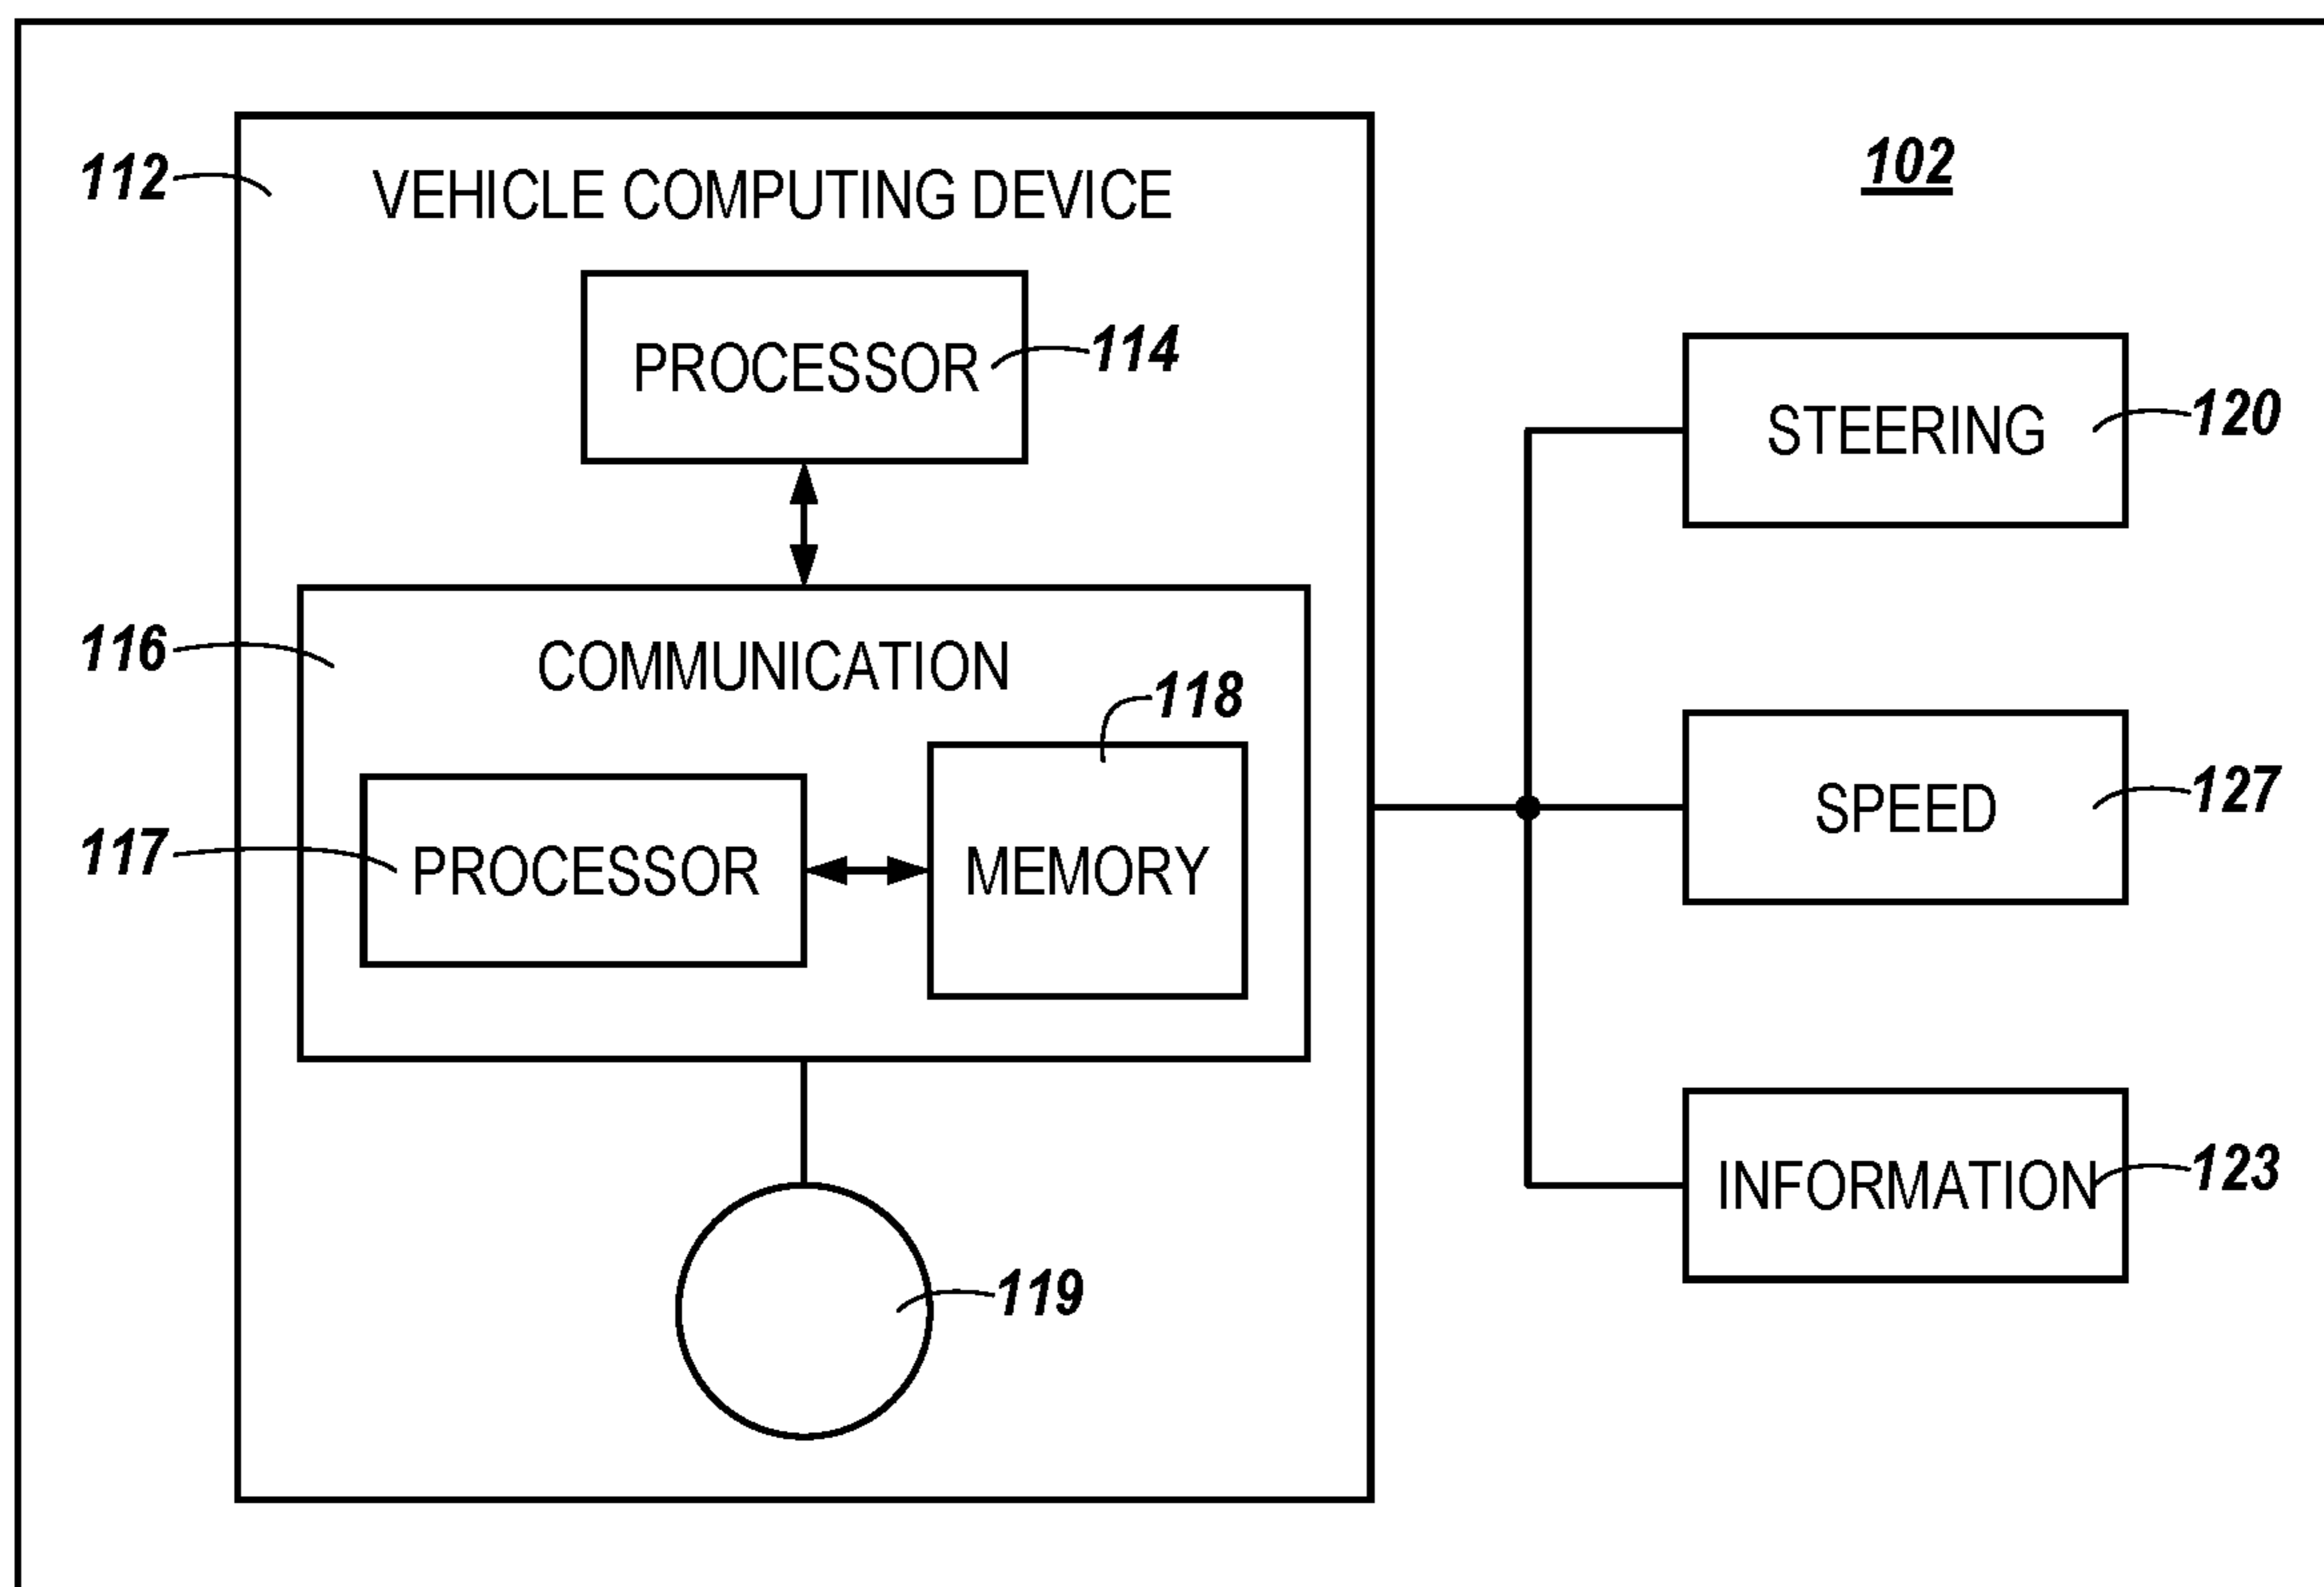 112
VEHICLE COMPUTING DEVICE
102
PROCESSOR
114
STEERING
120
116
COMMUNICATION
118
117
PROCESSOR
MEMORY
SPEED
127
INFORMATION
123
119